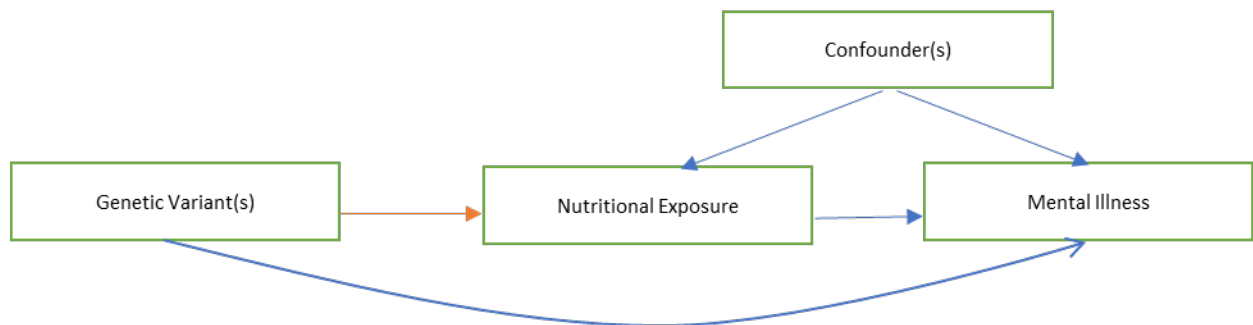 Confounder(s)
Genetic Variant(s)
Nutritional Exposure
Mental Illness